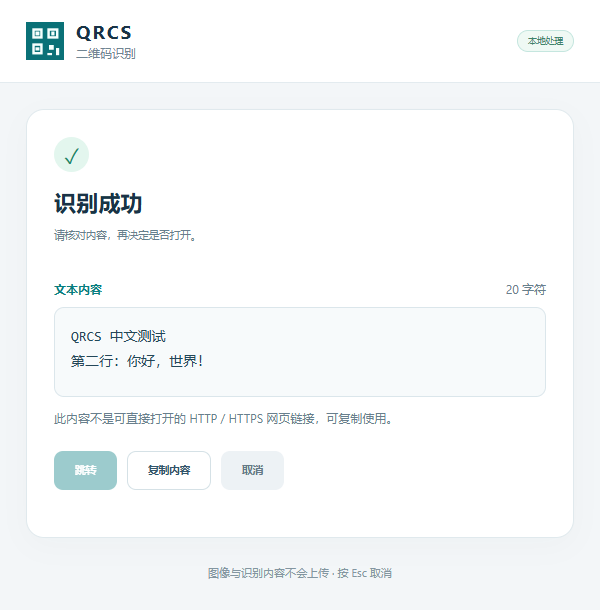 QRCS
二维码识别
本地处理
识别成功
请核对内容，再决定是否打开。
文本内容
20 字符
QRCS 中文测试
第二行：你好，世界！
此内容不是可直接打开的 HTTP / HTTPS 网页链接，可复制使用。
跳转
复制内容
取消
图像与识别内容不会上传 · 按 Esc 取消